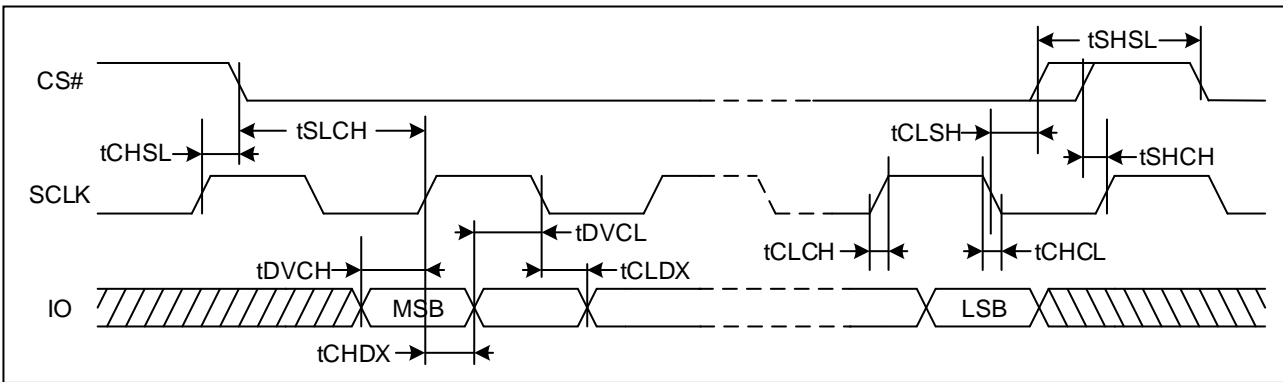 tSHSL
CS#
tSLCH
tCLSH
tCHSL
tSHCH
SCLK
tDVCL
tCLCH
tCHCL
tDVCH
tCLDX
IO
MSB
LSB
tCHDX